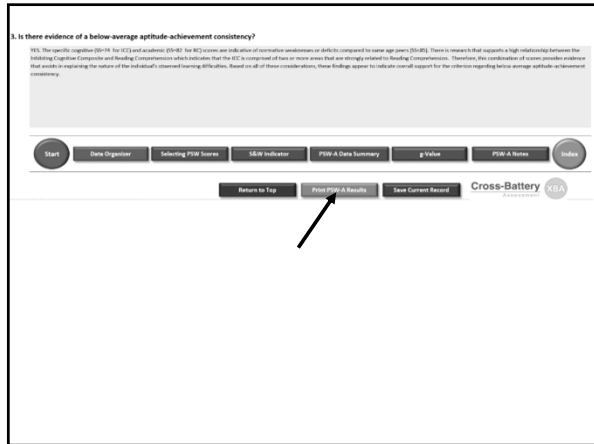 3. Is there evidence of a below-average aptitude-achievement consistency?
YES. The specific cognitive (SS=74 for ICC) and academic (SS=82 for RC) scores are indicative of normative weaknesses or deficits compared to same age peers (SS<85). There is research that supports a high relationship between the
Inhibiting Cognitive Composite and Reading Comprehension which indicates that the ICC is comprised of two or more areas that are strongly related to Reading Comprehension. Therefore, this combination of scores provides evidence
that assists in explaining the nature of the individual's observed learning difficulties. Based on all of these considerations, these findings appear to indicate overall support for the criterion regarding below average aptitude-achievement
consistency.
Start Data Organizer Selecting PSW Scores S&W Indicator PSW-A Data Summary g-Value PSW-A Notes Index
Return to Top Print PSW-A Results Save Current Record Cross-Battery XBA
Assessment